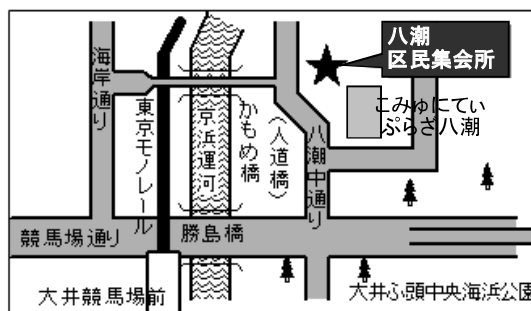 八潮
区民集会所
海岸通り
東京モノレール
京浜運河
かもめ橋
(人道橋)
八潮中通り
こみゅにてぃ
ぷらざ八潮
競馬場通り
勝島橋
大井競馬場前
大井ふ頭中央海浜公園